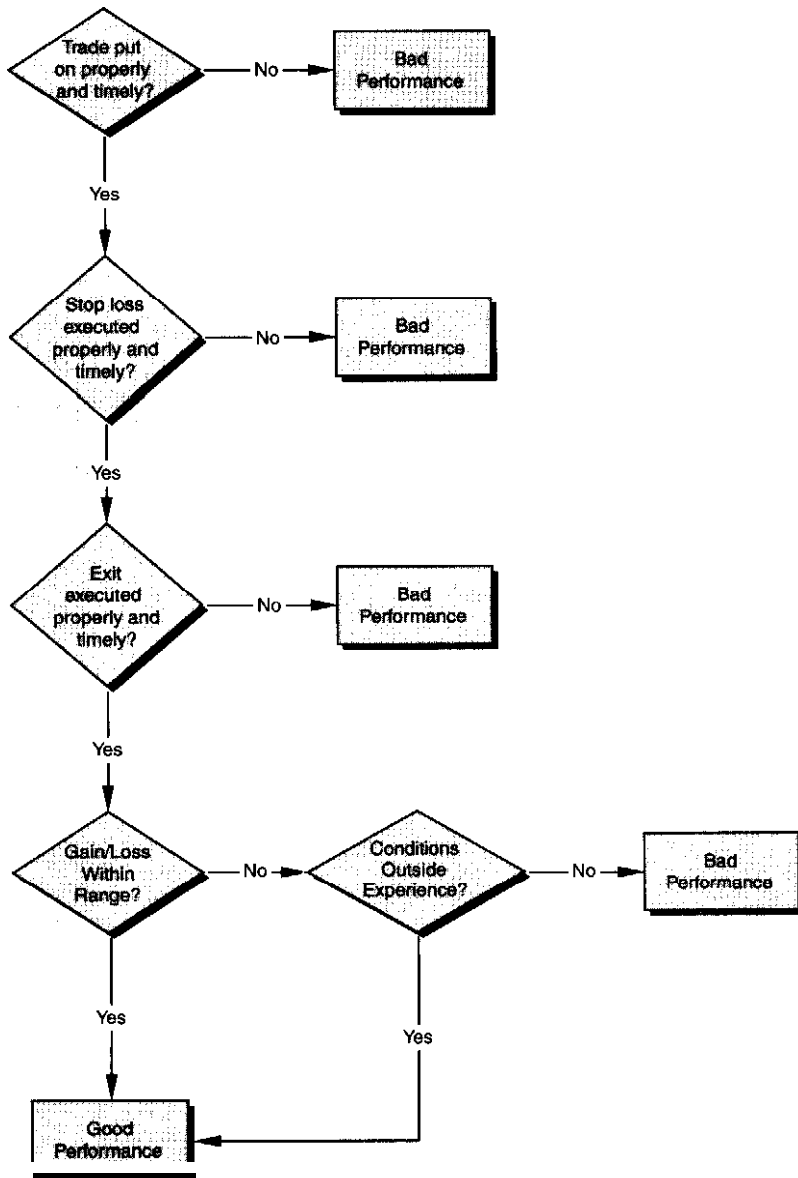 Trade put
on properly
and timely?
No
Bad
Performance
Yes
Stop loss
executed
properly and
timely?
No
Bad
Performance
Yes
Exit
executed
properly and
timely?
No
Bad
Performance
Yes
Gain/Loss
Within
Range?
No
Conditions
Outside
Experience?
No
Bad
Performance
Yes
Yes
Good
Performance